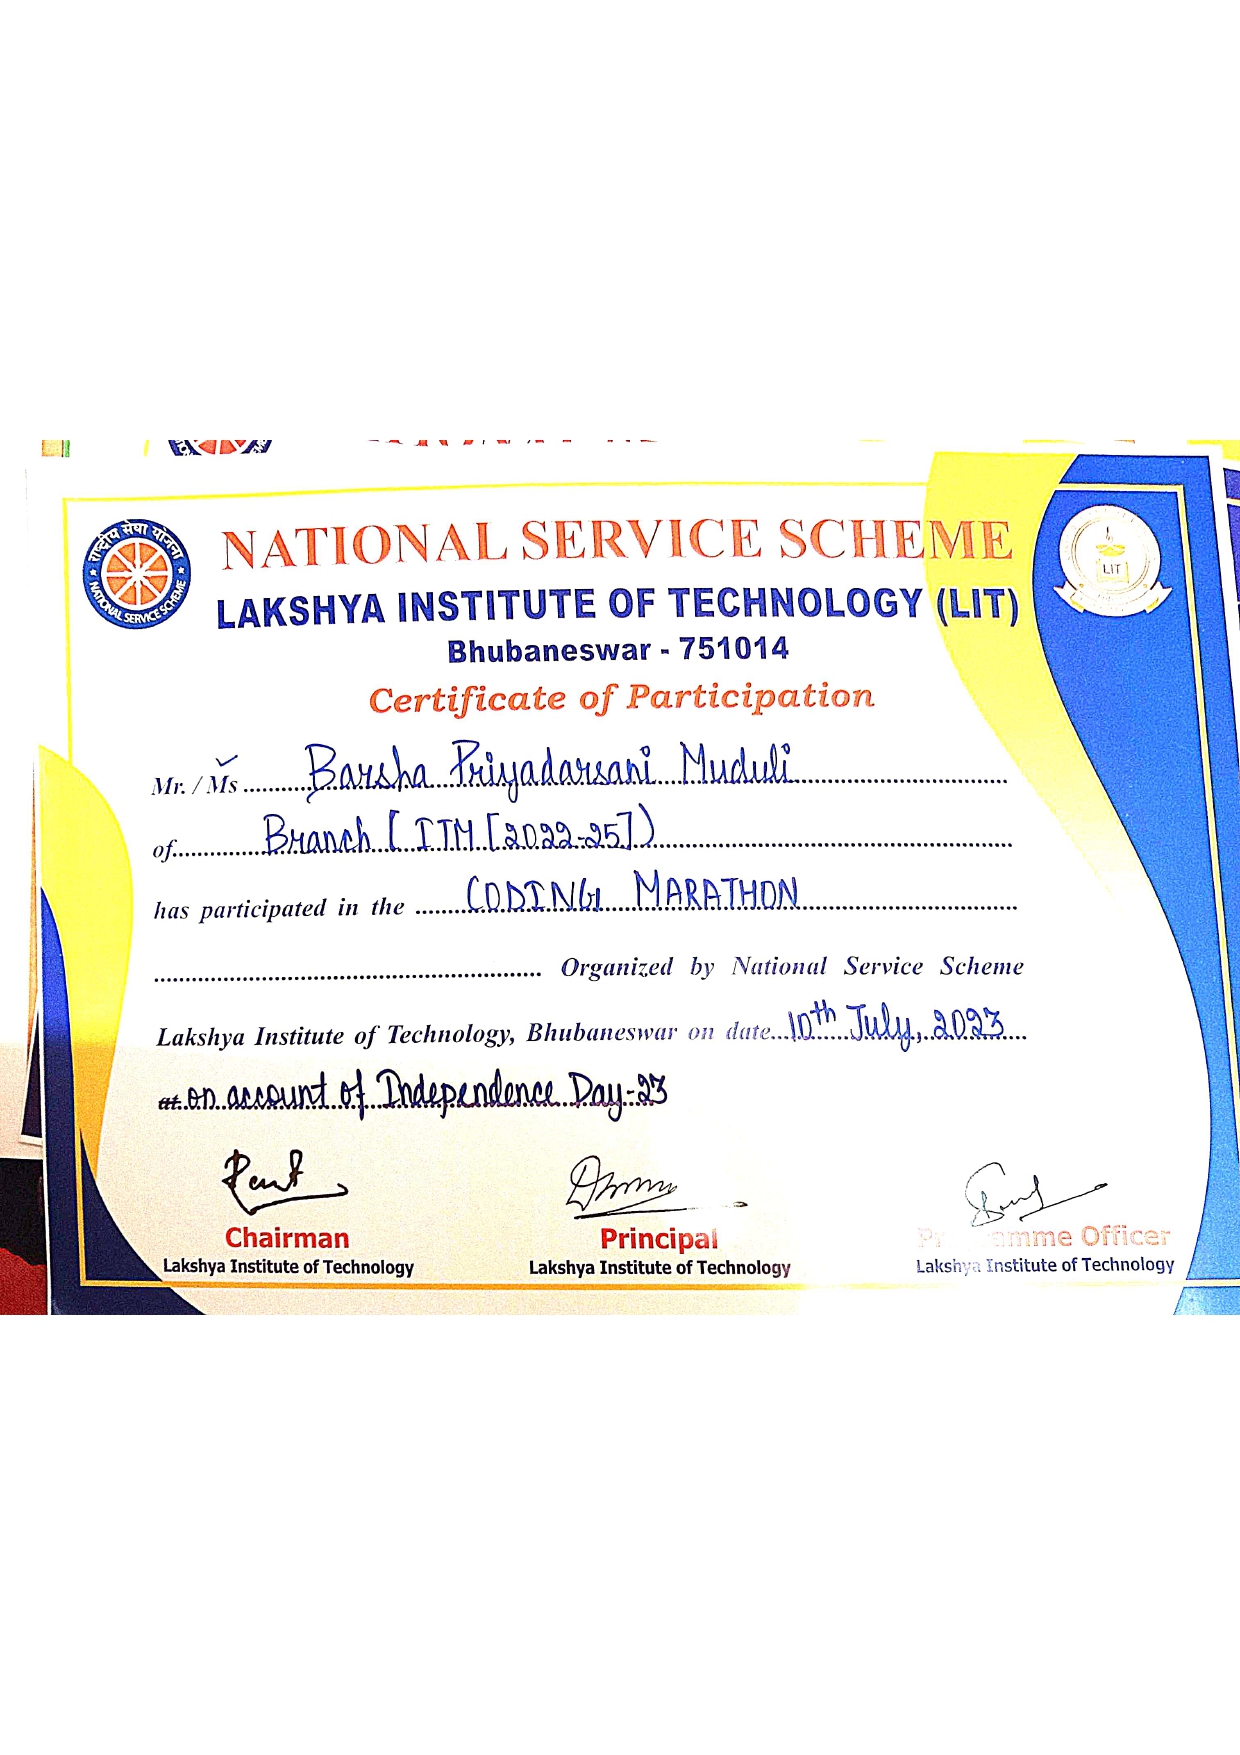 राष्ट्रीय सेवा योजना
NATIONAL SERVICE SCHEME
NATIONAL SERVICE SCHEME
LIT
LAKSHYA INSTITUTE OF TECHNOLOGY (LIT)
Bhubaneswar - 751014
Certificate of Participation
Mr. / Ms Barsha Priyadarsani Muduli
of Branch [ ITM [2022-25])
has participated in the CODING MARATHON
Organized by National Service Scheme
Lakshya Institute of Technology, Bhubaneswar on date 10th July, 2023
at on account of Independence Day-23
Chairman Principal Programme Officer
Lakshya Institute of Technology Lakshya Institute of Technology Lakshya Institute of Technology